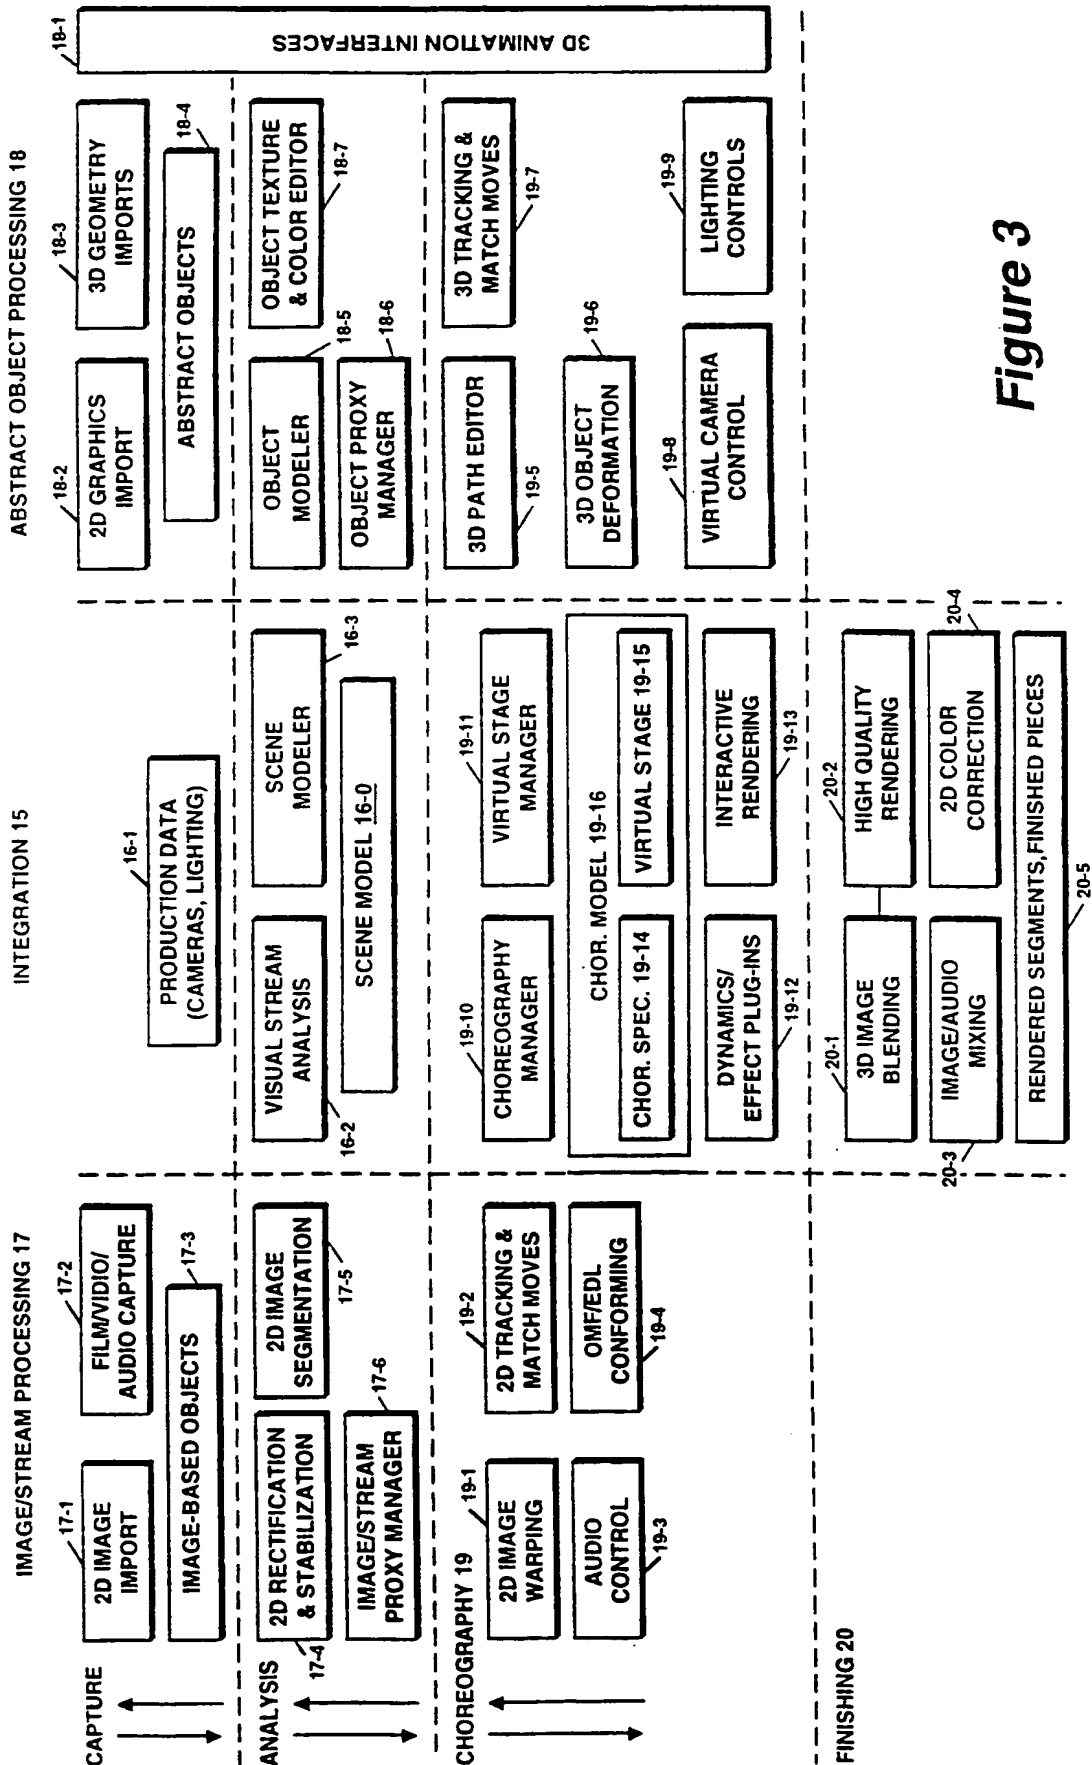 IMAGE/STREAM PROCESSING 17
INTEGRATION 15
ABSTRACT OBJECT PROCESSING 18
CAPTURE
17-1
2D IMAGE
IMPORT
17-2
FILM/VIDIO/
AUDIO CAPTURE
IMAGE-BASED OBJECTS
17-3
16-1
PRODUCTION DATA
(CAMERAS, LIGHTING)
18-2
2D GRAPHICS
IMPORT
18-3
3D GEOMETRY
IMPORTS
ABSTRACT OBJECTS
18-4
18-1
3D ANIMATION INTERFACES
ANALYSIS
2D RECTIFICATION
& STABILIZATION
17-4
2D IMAGE
SEGMENTATION
17-5
IMAGE/STREAM
PROXY MANAGER
17-6
VISUAL STREAM
ANALYSIS
16-2
SCENE
MODELER
16-3
SCENE MODEL 16-0
OBJECT
MODELER
18-5
OBJECT TEXTURE
& COLOR EDITOR
18-7
OBJECT PROXY
MANAGER
18-6
CHOREOGRAPHY 19
19-1
2D IMAGE
WARPING
19-2
2D TRACKING &
MATCH MOVES
AUDIO
CONTROL
19-3
OMF/EDL
CONFORMING
19-4
19-10
CHOREOGRAPHY
MANAGER
19-11
VIRTUAL STAGE
MANAGER
CHOR. MODEL 19-16
CHOR. SPEC. 19-14
VIRTUAL STAGE 19-15
DYNAMICS/
EFFECT PLUG-INS
19-12
INTERACTIVE
RENDERING
19-13
3D PATH EDITOR
19-5
3D TRACKING &
MATCH MOVES
19-7
3D OBJECT
DEFORMATION
19-6
19-8
VIRTUAL CAMERA
CONTROL
19-9
LIGHTING
CONTROLS
FINISHING 20
20-1
3D IMAGE
BLENDING
20-2
HIGH QUALITY
RENDERING
IMAGE/AUDIO
MIXING
20-3
2D COLOR
CORRECTION
20-4
RENDERED SEGMENTS,FINISHED PIECES
20-5
Figure 3